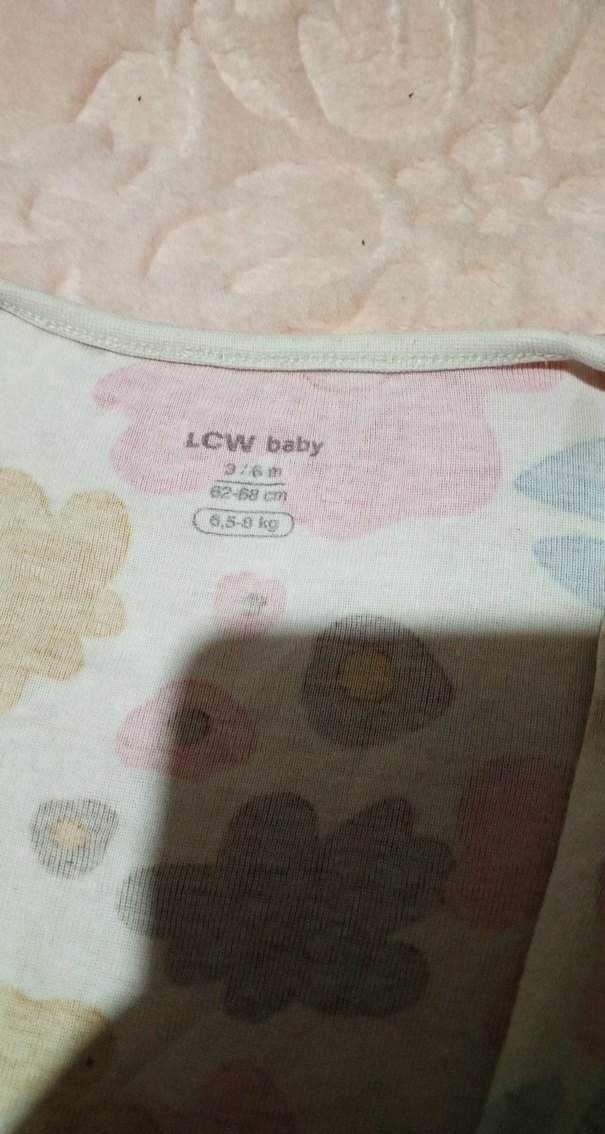 LCW baby
3 / 6 m
62-68 cm
6,5-8 kg